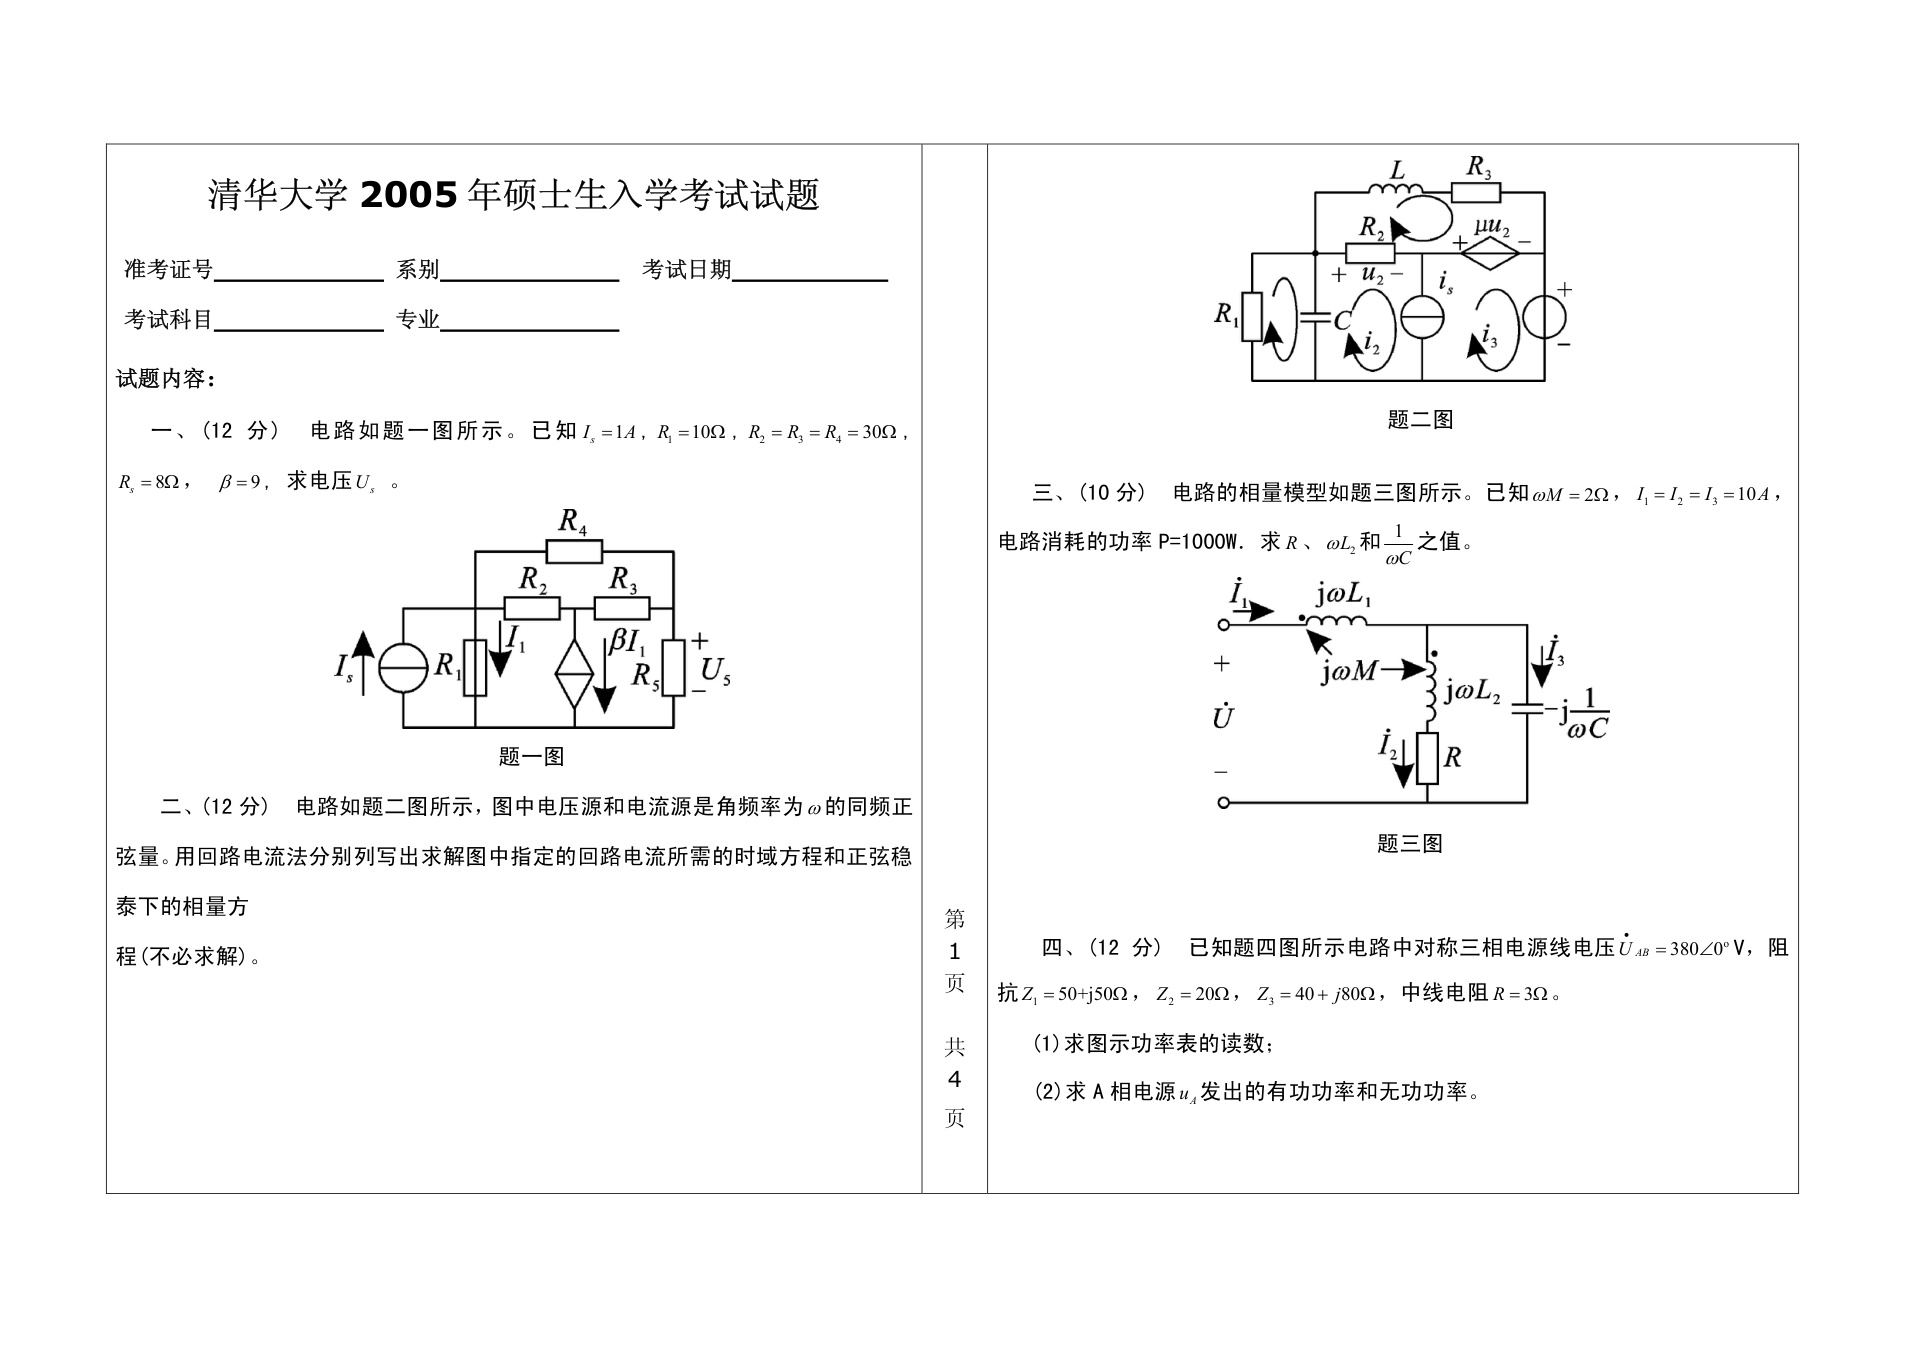 清华大学 2005 年硕士生入学考试试题
准考证号 系别 考试日期
考试科目 专业
试题内容:
一、(12 分) 电路如题一图所示。已知 I_s =1A, R_1 =10Ω, R_2 = R_3 = R_4 =30Ω,
R_s =8Ω, β=9, 求电压U_s 。
R_4
R_2 R_3
I_s R_1 I_1 βI_1 R_5 + U_5 −
题一图
二、(12 分) 电路如题二图所示,图中电压源和电流源是角频率为ω的同频正
弦量。用回路电流法分别列写出求解图中指定的回路电流所需的时域方程和正弦稳
泰下的相量方
程(不必求解)。
第
1
页
共
4
页
L R_3
R_2 μu_2
+ −
+ u_2 − i_s
R_1 C i_2 i_3 + −
题二图
三、(10 分) 电路的相量模型如题三图所示。已知ωM = 2Ω, I_1 = I_2 = I_3 =10A,
电路消耗的功率 P=1000W. 求 R 、ωL_2 和 1/ωC 之值。
İ_1 jωL_1
+ jωM jωL_2 İ_3
U̇ −j 1/ωC
İ_2 R
−
题三图
四、(12 分) 已知题四图所示电路中对称三相电源线电压U̇_AB =380∠0°V,阻
抗Z_1 =50+j50Ω, Z_2 =20Ω, Z_3 =40+ j80Ω, 中线电阻 R=3Ω。
(1)求图示功率表的读数;
(2)求 A 相电源u_A 发出的有功功率和无功功率。